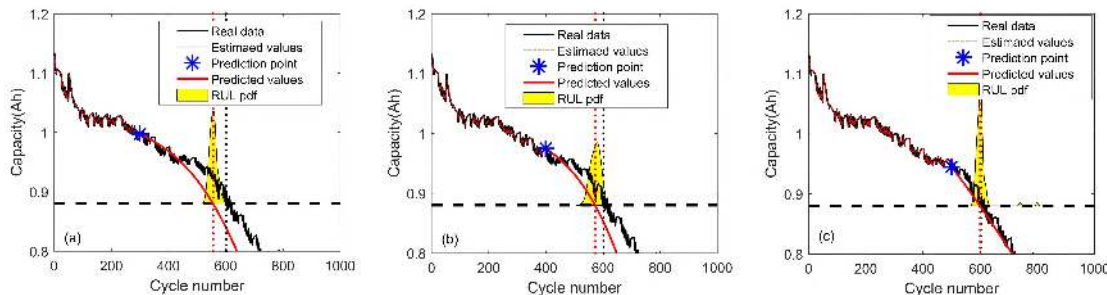 1.2
1.1
1
0.9
0.8
Capacity(Ah)
Real data
Estimaed values
Prediction point
Predicted values
RUL pdf
(a)
0 200 400 600 800 1000
Cycle number
1.2
1.1
1
0.9
0.8
Capacity(Ah)
Real data
Estimaed values
Prediction point
Predicted values
RUL pdf
(b)
0 200 400 600 800 1000
Cycle number
1.2
1.1
1
0.9
0.8
Capacity(Ah)
Real data
Estimaed values
Prediction point
Predicted values
RUL pdf
(c)
0 200 400 600 800 1000
Cycle number